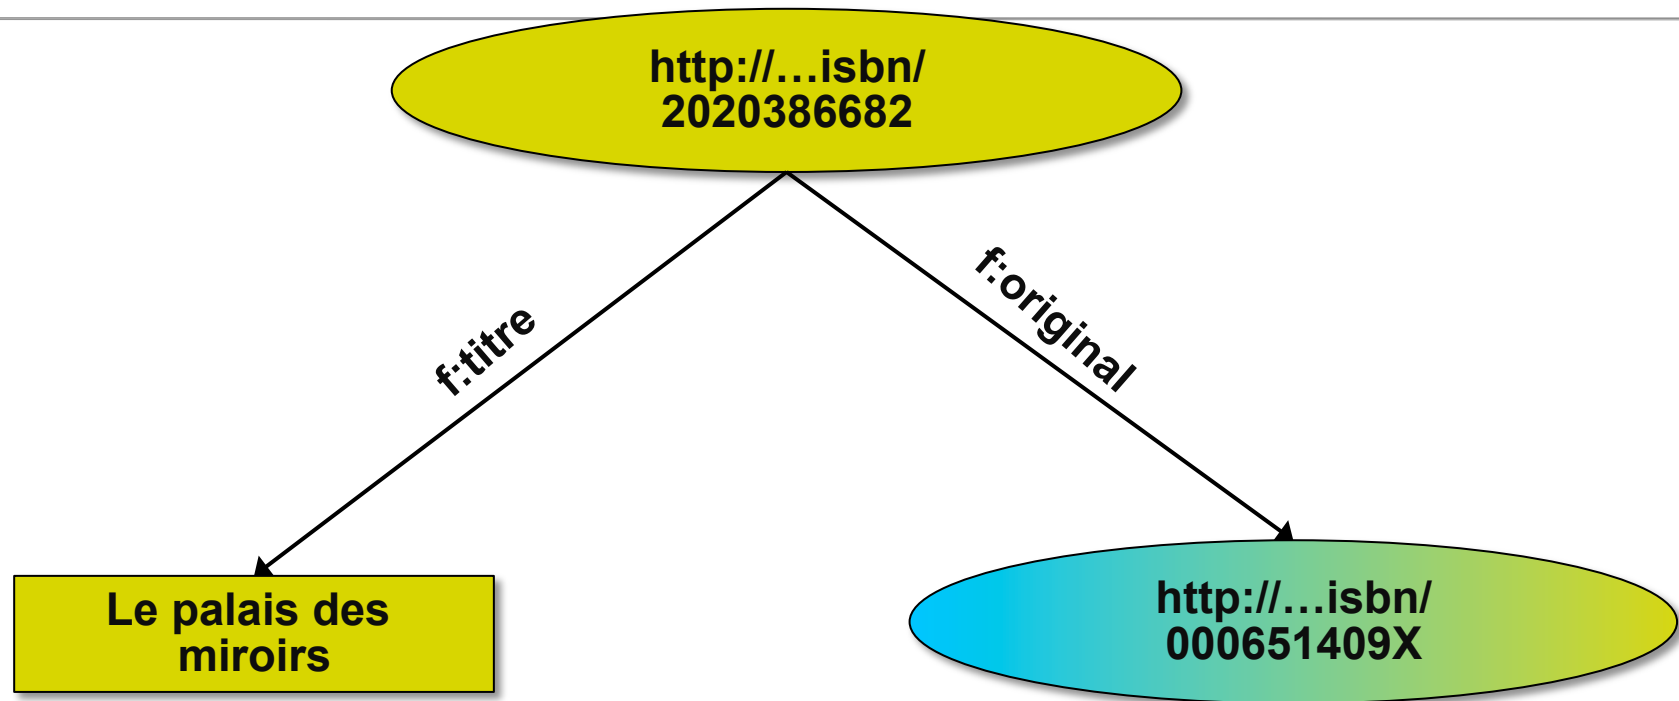 http://…isbn/
2020386682
f:titre
f:original
Le palais des
miroirs
http://…isbn/
000651409X